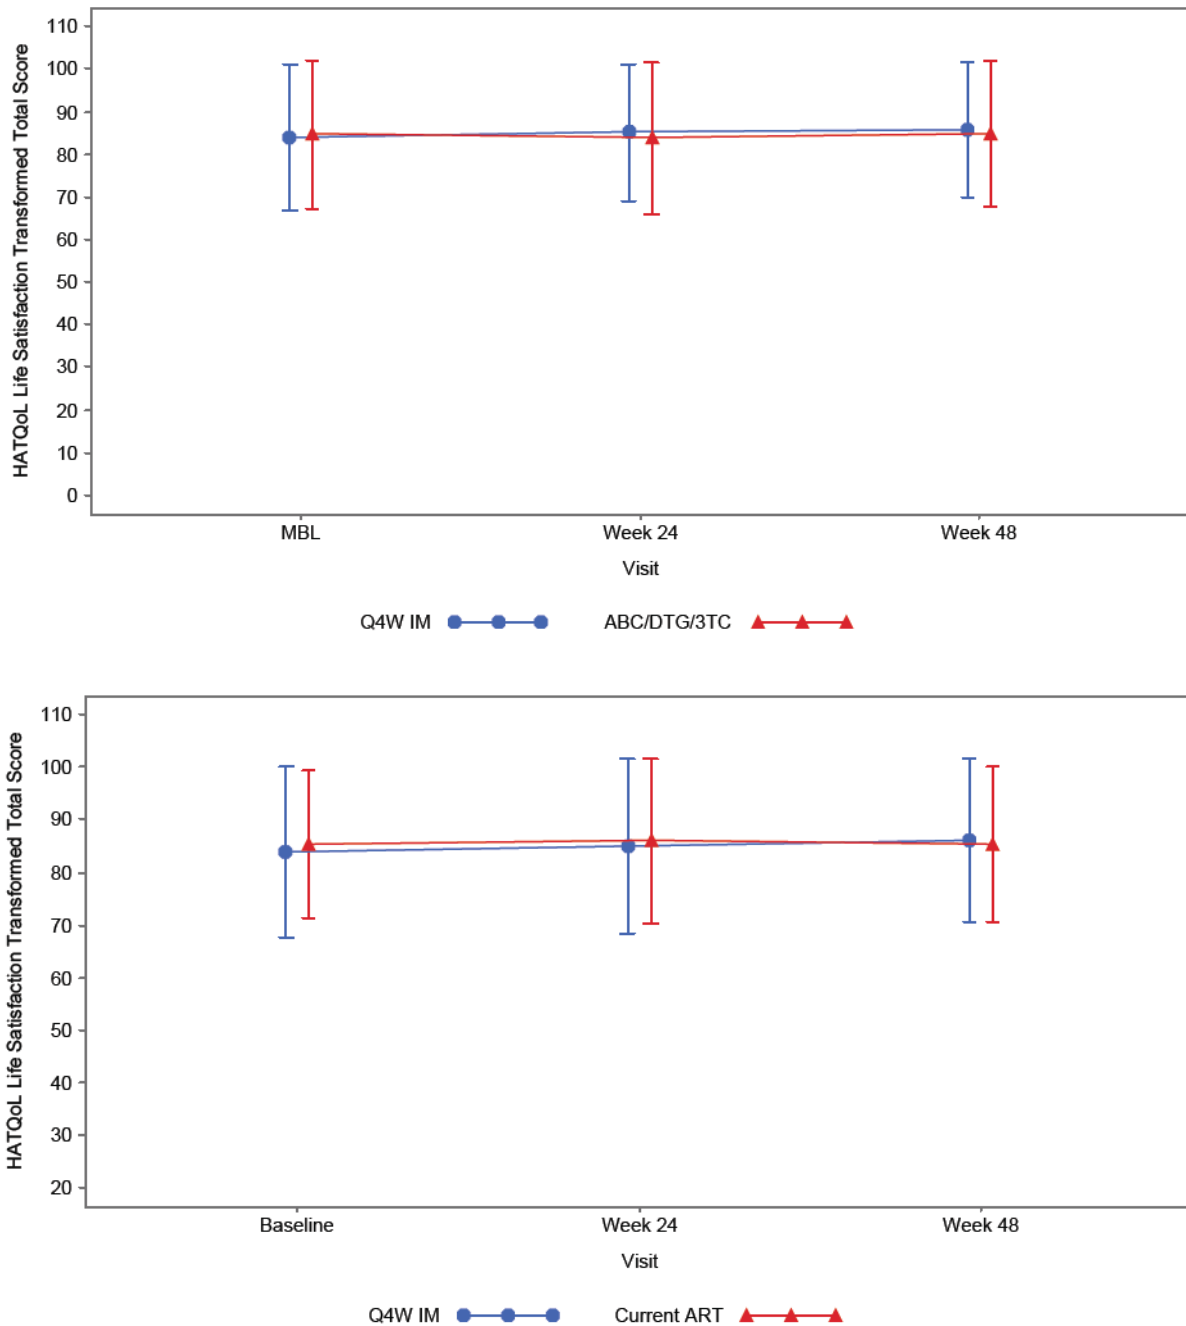 HATQoL Life Satisfaction Transformed Total Score
110
100
90
80
70
60
50
40
30
20
10
0
MBL Week 24 Week 48
Visit
Q4W IM ABC/DTG/3TC
HATQoL Life Satisfaction Transformed Total Score
110
100
90
80
70
60
50
40
30
20
Baseline Week 24 Week 48
Visit
Q4W IM Current ART